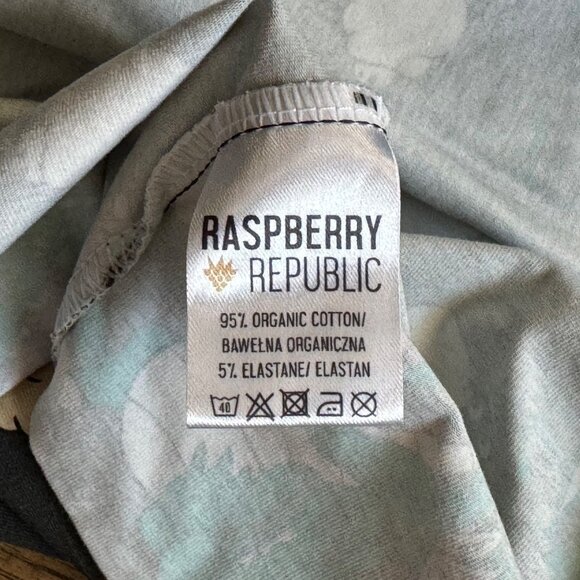 RASPBERRY
REPUBLIC
95% ORGANIC COTTON/
BAWEŁNA ORGANICZNA
5% ELASTANE/ ELASTAN
40